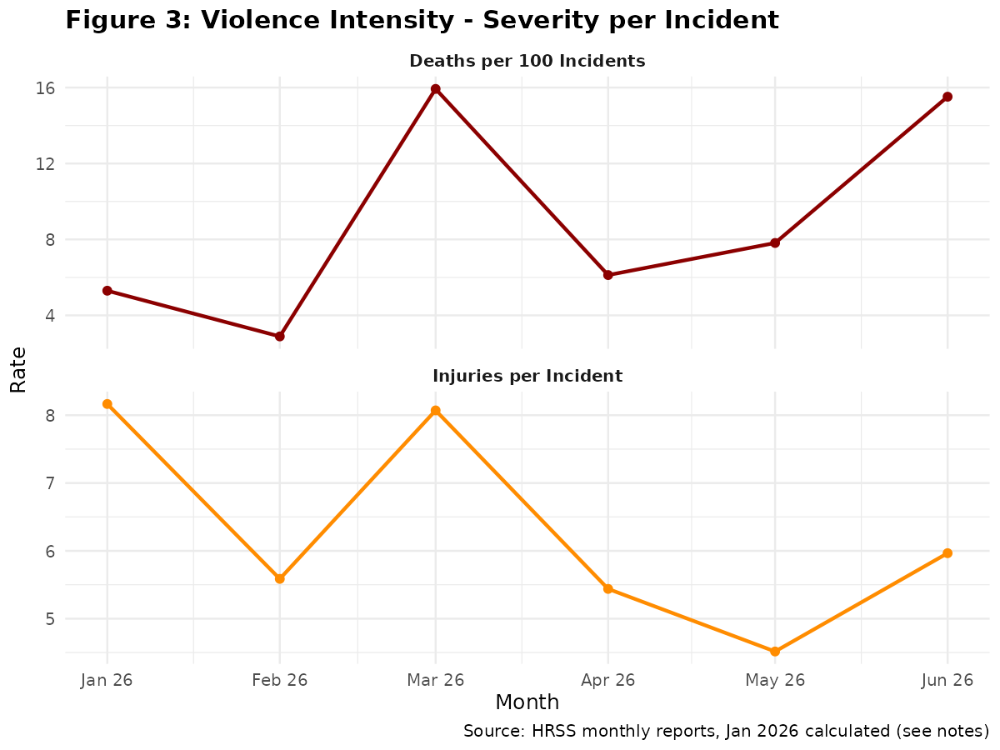 Figure 3: Violence Intensity - Severity per Incident
Deaths per 100 Incidents
16
12
8
4
Rate
Injuries per Incident
8
7
6
5
Jan 26 Feb 26 Mar 26 Apr 26 May 26 Jun 26
Month
Source: HRSS monthly reports, Jan 2026 calculated (see notes)